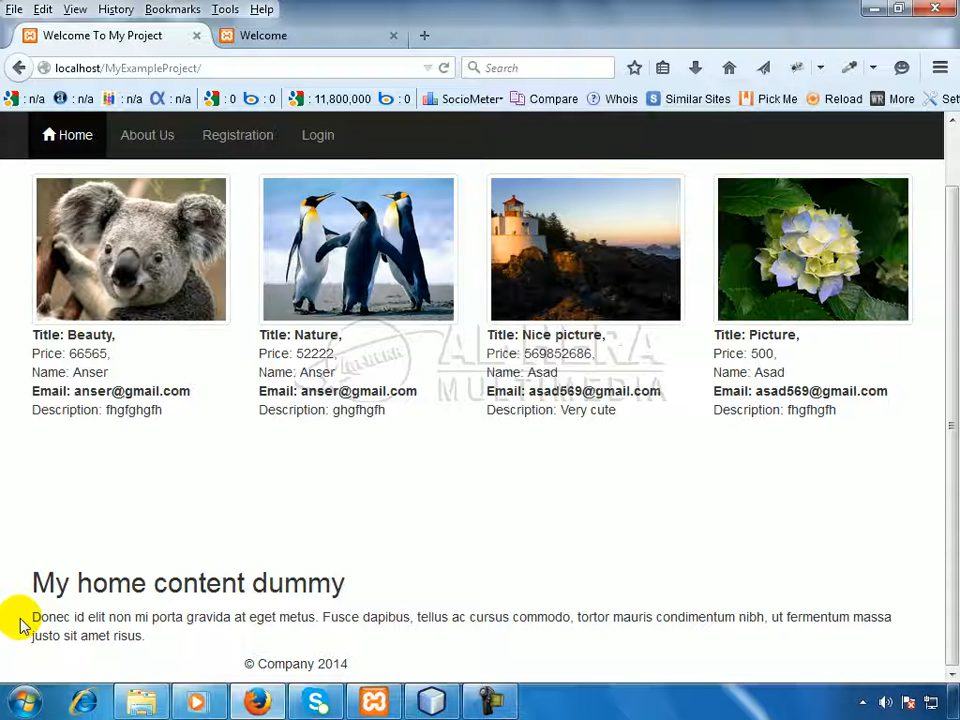 File Edit View History Bookmarks Tools Help
Welcome To My Project × Welcome × +
localhost/MyExampleProject/ Search
: n/a : n/a : n/a : n/a : 0 : 0 : 11,800,000 : 0 SocioMeter Compare Whois Similar Sites Pick Me Reload WR More Set
Home About Us Registration Login
Title: Beauty,
Price: 66565,
Name: Anser
Email: anser@gmail.com
Description: fhgfghgfh
Title: Nature,
Price: 52222,
Name: Anser
Email: anser@gmail.com
Description: ghgfhgfh
Title: Nice picture,
Price: 569852686,
Name: Asad
Email: asad569@gmail.com
Description: Very cute
Title: Picture,
Price: 500,
Name: Asad
Email: asad569@gmail.com
Description: fhgfhgfh
MULTIMEDIA
My home content dummy
Donec id elit non mi porta gravida at eget metus. Fusce dapibus, tellus ac cursus commodo, tortor mauris condimentum nibh, ut fermentum massa
justo sit amet risus.
© Company 2014